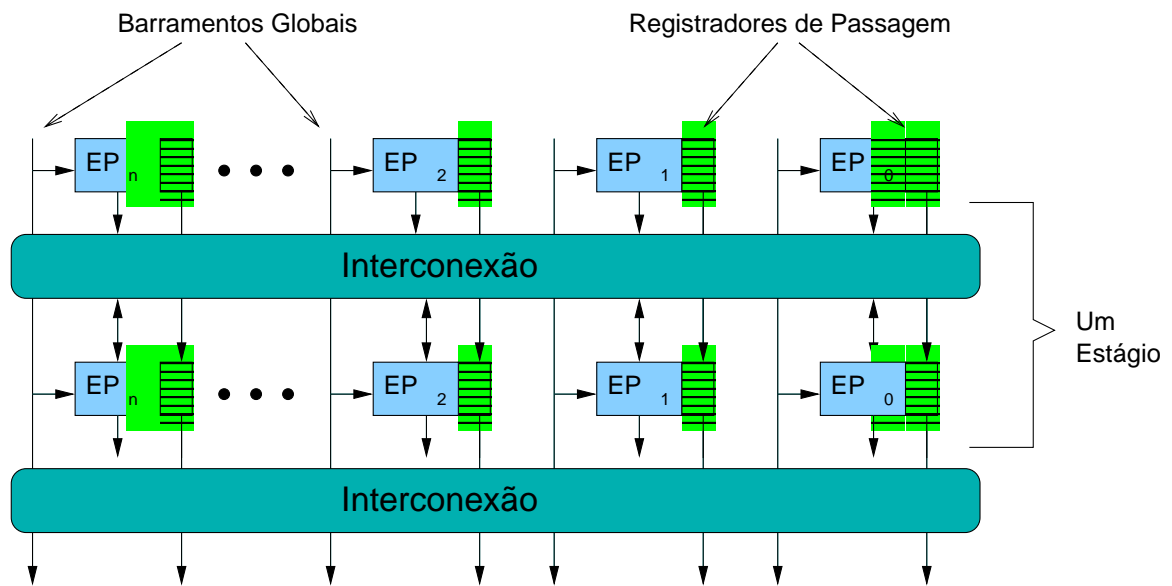 Barramentos Globais
Registradores de Passagem
EP n
EP 2
EP 1
EP 0
Interconexão
Um
Estágio
EP n
EP 2
EP 1
EP 0
Interconexão